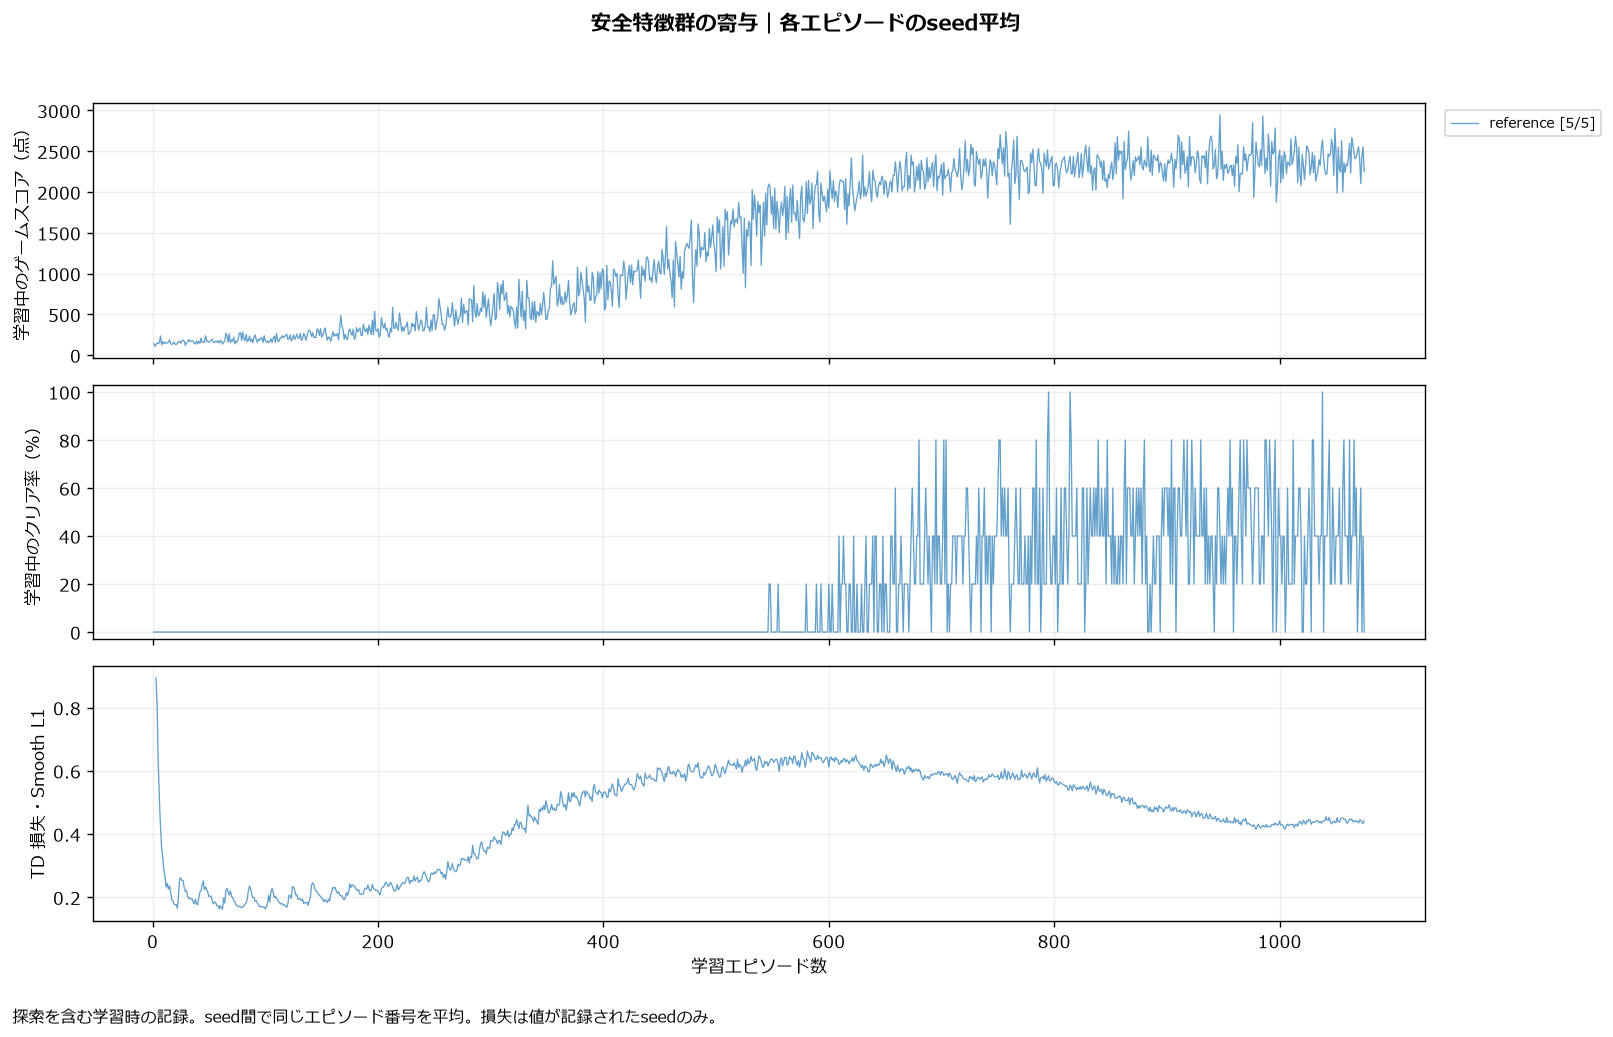 安全特徴群の寄与｜各エピソードのseed平均
reference [5/5]
学習中のゲームスコア（点）
3000
2500
2000
1500
1000
500
0
学習中のクリア率（%）
100
80
60
40
20
0
TD 損失・Smooth L1
0.8
0.6
0.4
0.2
0 200 400 600 800 1000
学習エピソード数
探索を含む学習時の記録。seed間で同じエピソード番号を平均。損失は値が記録されたseedのみ。